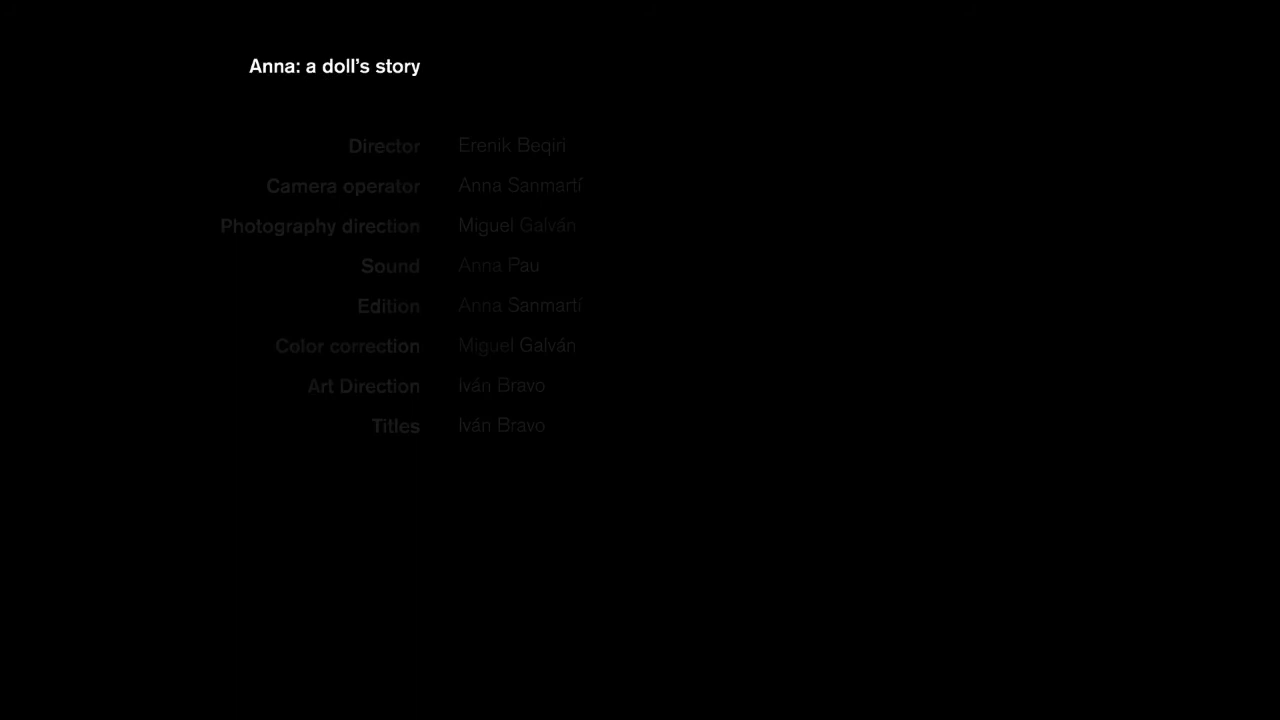 Anna: a doll’s story
Director Erenik Beqiri
Camera operator Anna Sanmartí
Photography direction Miguel Galván
Sound Anna Pau
Edition Anna Sanmartí
Color correction Miguel Galván
Art Direction Iván Bravo
Titles Iván Bravo